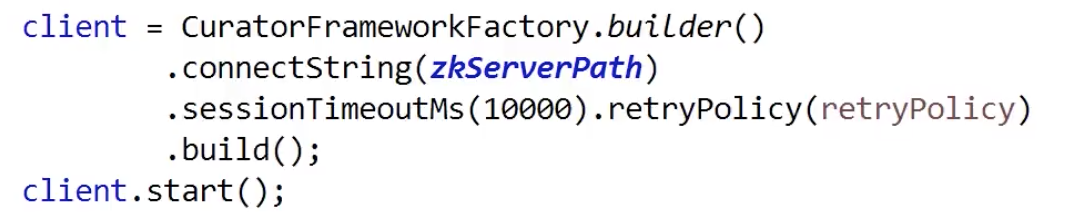 client = CuratorFrameworkFactory.builder()
        .connectString(zkServerPath)
        .sessionTimeoutMs(10000).retryPolicy(retryPolicy)
        .build();
client.start();